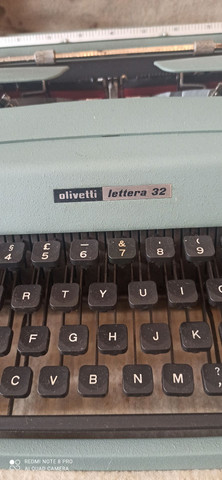 olivetti lettera 32
§ £ _ & ' (
4 5 6 7 8 9
R T Y U I
F G H J K
C V B N M ?
REDMI NOTE 8 PRO
AI QUAD CAMERA